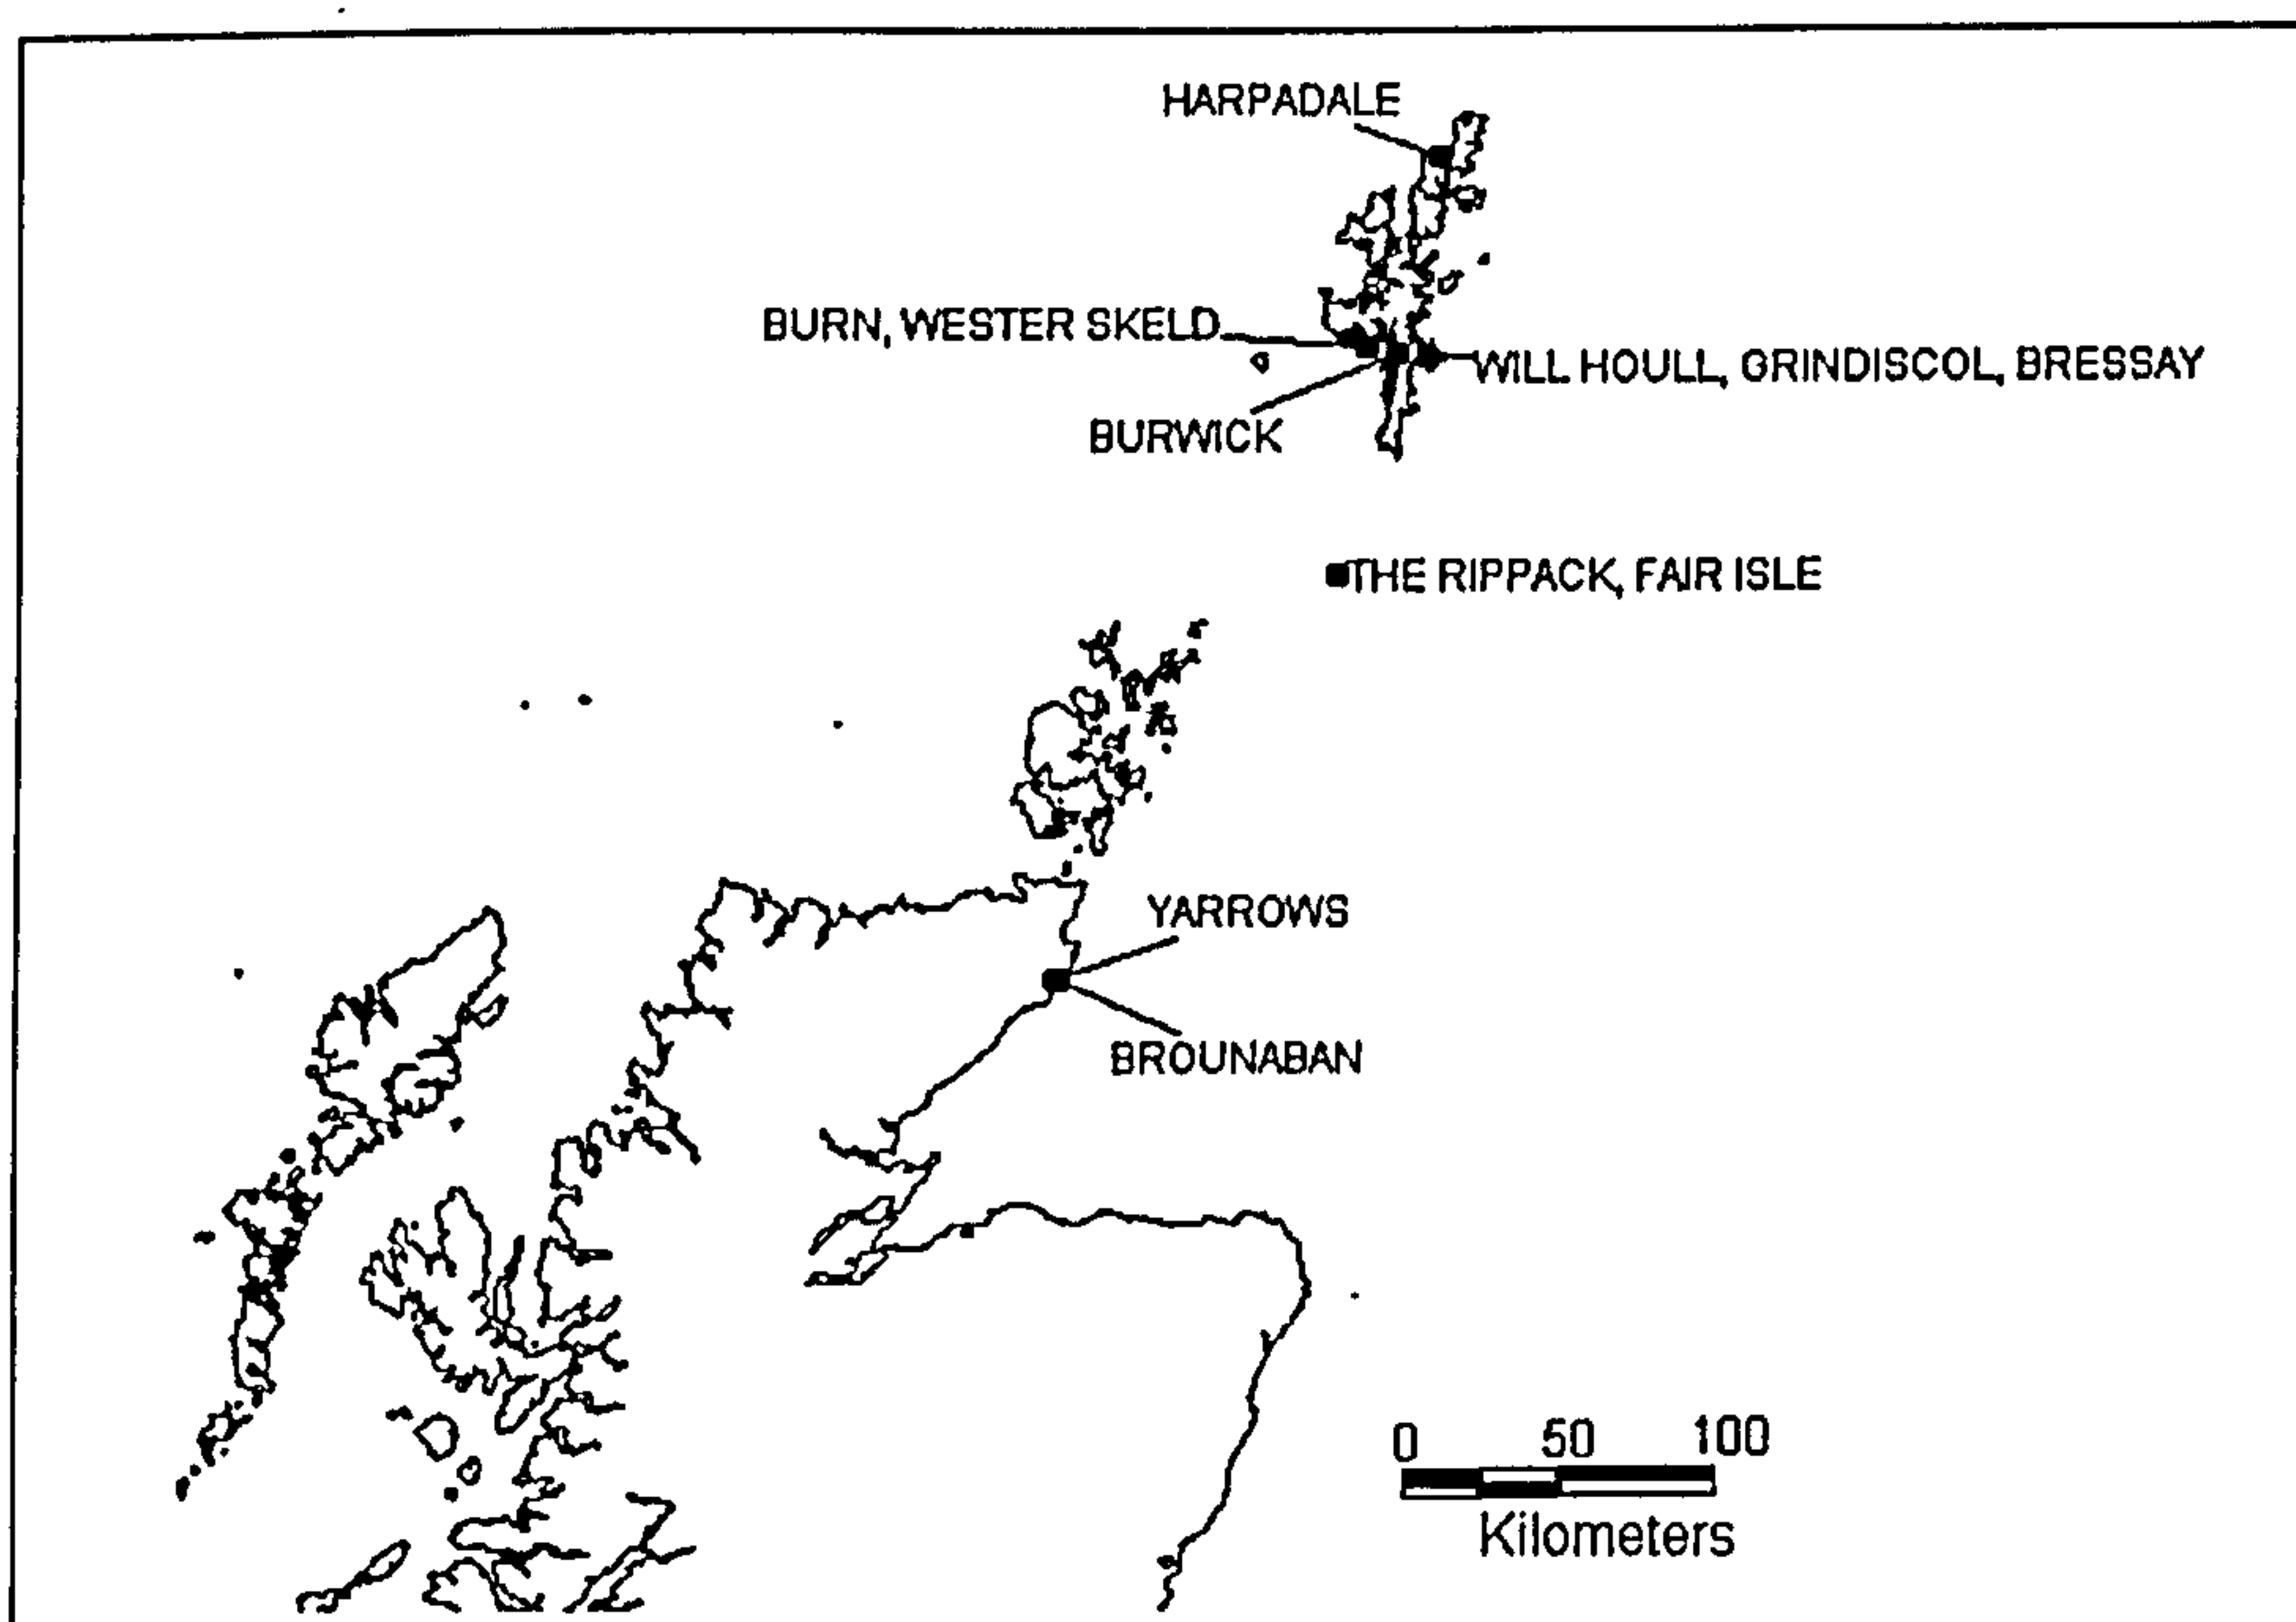 HARPADALE
BURN, WESTER SKELD
WILL HOULL, GRINDISCOL, BRESSAY
BURWICK
THE RIPPACK, FAIR ISLE
YARROWS
BROUNABAN
0 50 100
Kilometers